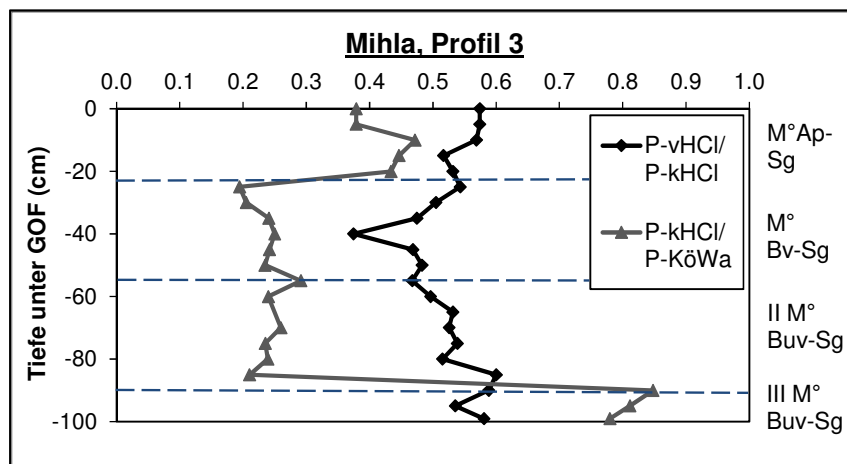 Mihla, Profil 3
0.0 0.1 0.2 0.3 0.4 0.5 0.6 0.7 0.8 0.9 1.0
0
-20
-40
-60
-80
-100
Tiefe unter GOF (cm)
P-vHCl/
P-kHCl
P-kHCl/
P-KöWa
M°Ap-
Sg
M°
Bv-Sg
II M°
Buv-Sg
III M°
Buv-Sg